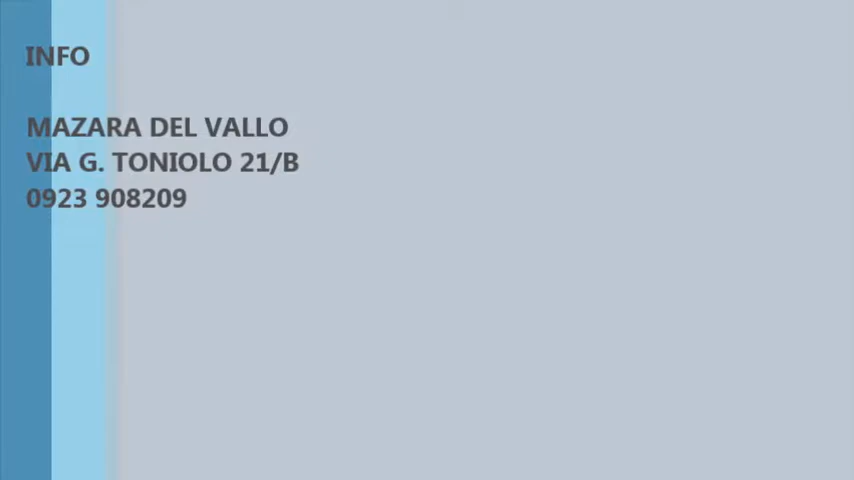 INFO
MAZARA DEL VALLO
VIA G. TONIOLO 21/B
0923 908209